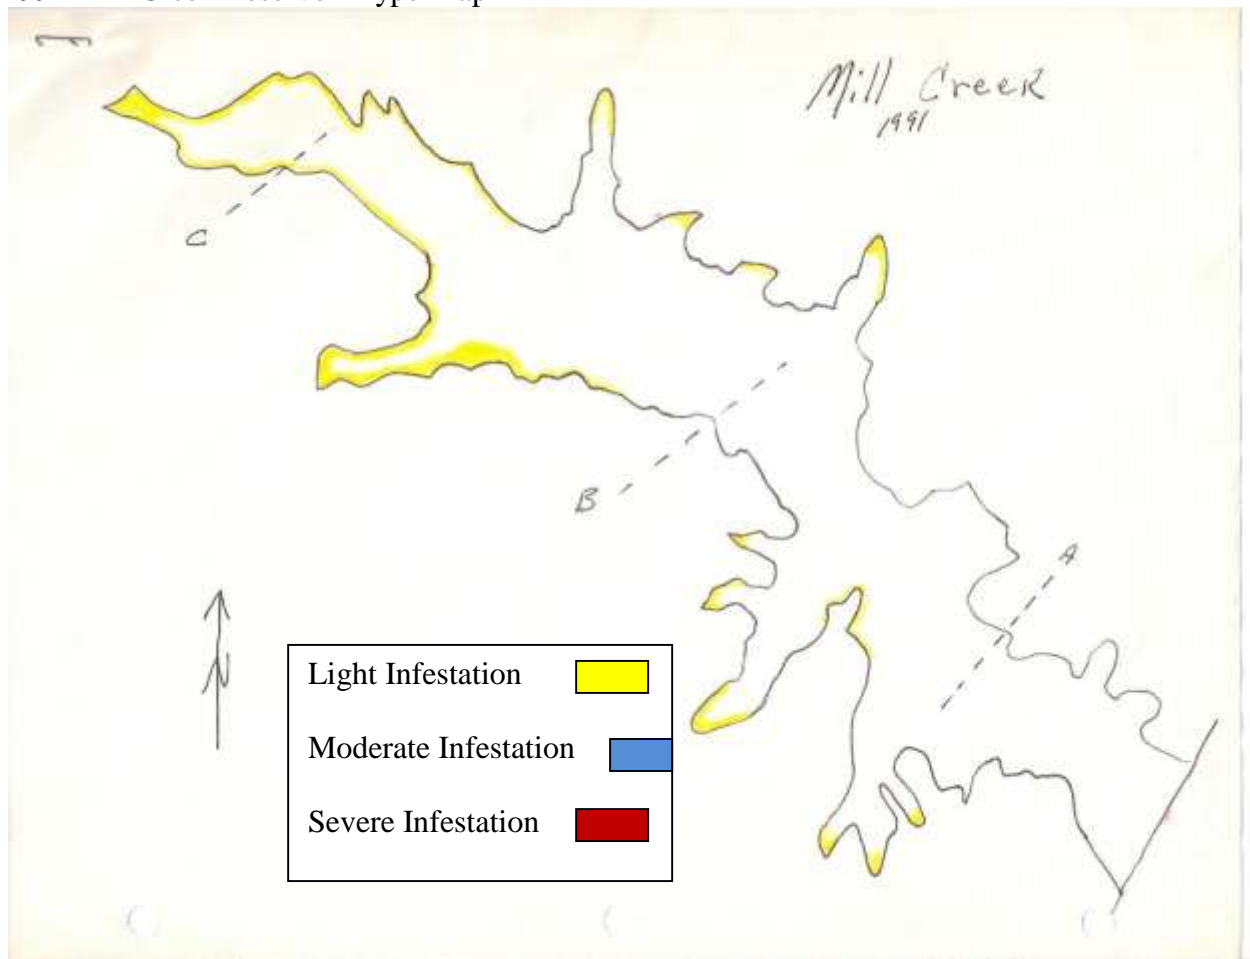 Mill Creek
1991
C
B
A
N
Light Infestation
Moderate Infestation
Severe Infestation